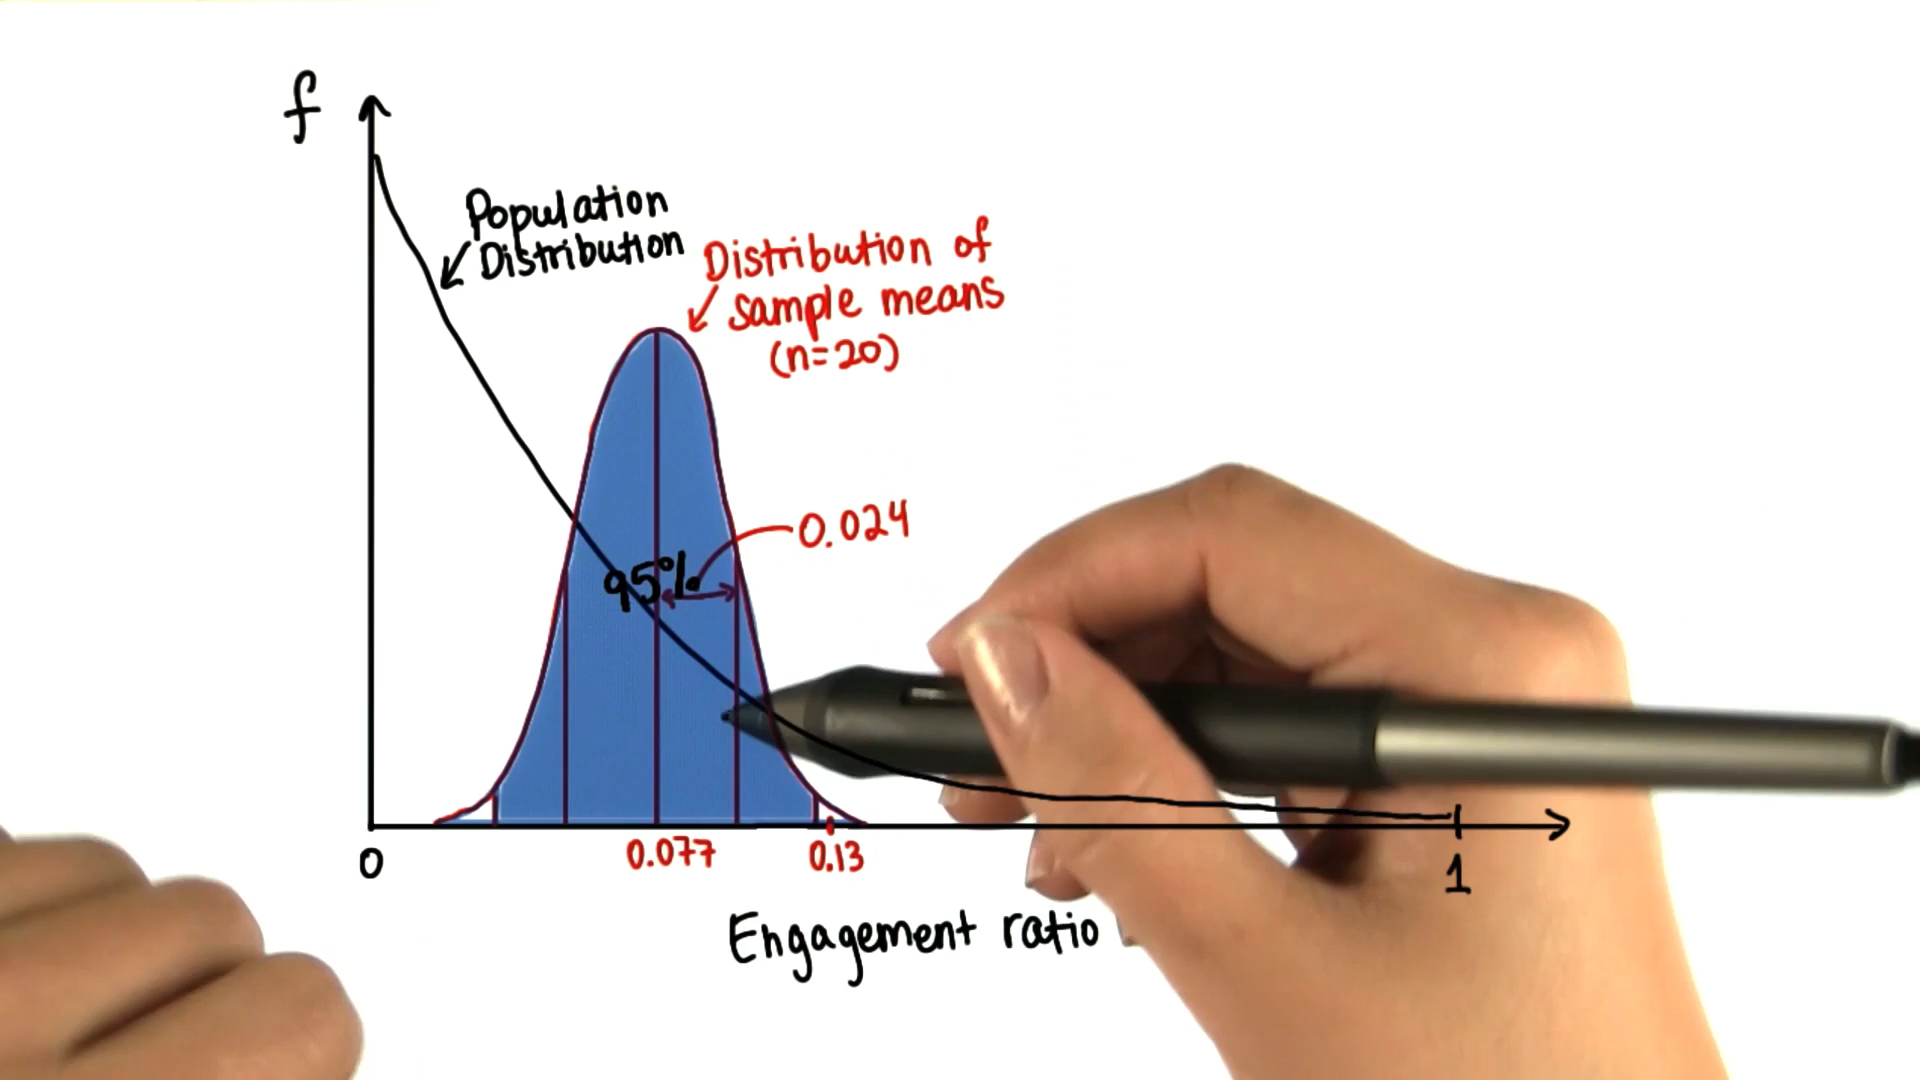 f
Population
Distribution
Distribution of
sample means
(n=20)
0.024
95%
0
0.077
0.13
1
Engagement ratio